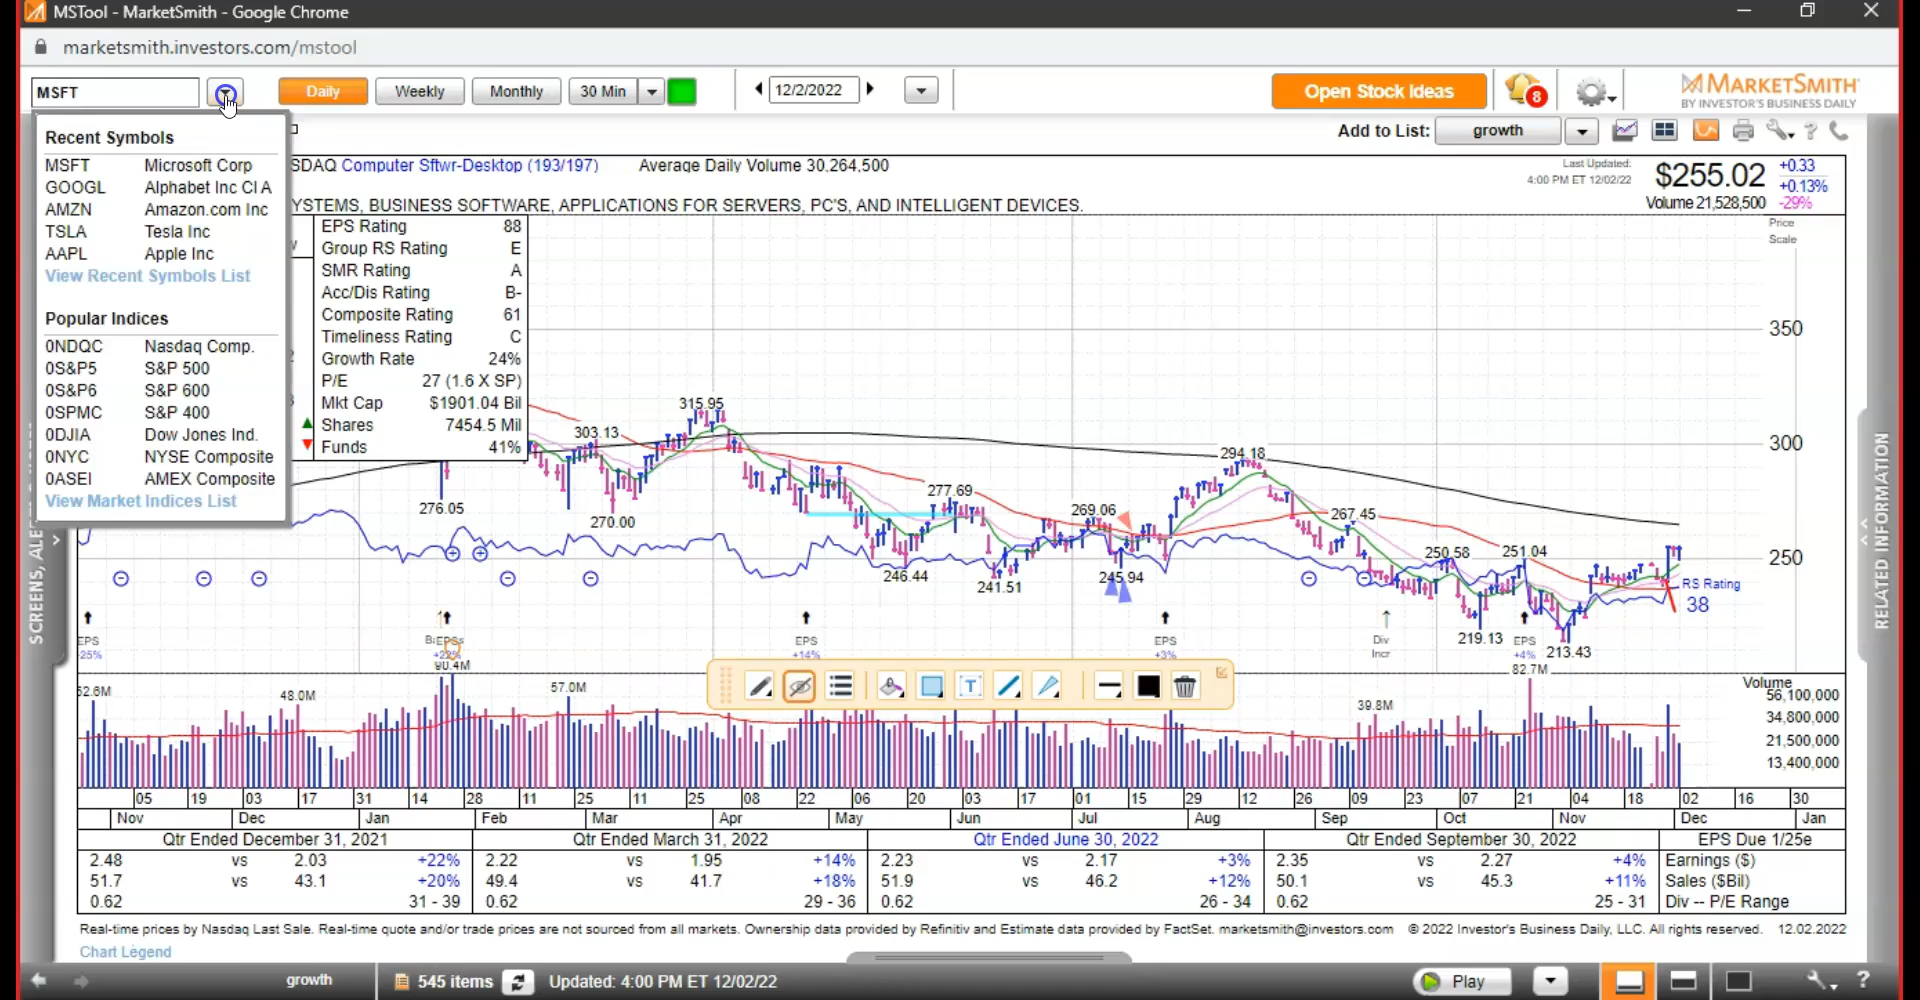 MSTool - MarketSmith - Google Chrome
marketsmith.investors.com/mstool
MSFT
Daily
Weekly
Monthly
30 Min
12/2/2022
Open Stock Ideas
8
MARKETSMITH
BY INVESTOR'S BUSINESS DAILY
Add to List: growth
Recent Symbols
MSFT Microsoft Corp
GOOGL Alphabet Inc Cl A
AMZN Amazon.com Inc
TSLA Tesla Inc
AAPL Apple Inc
View Recent Symbols List
Popular Indices
0NDQC Nasdaq Comp.
0S&P5 S&P 500
0S&P6 S&P 600
0SPMC S&P 400
0DJIA Dow Jones Ind.
0NYC NYSE Composite
0ASEI AMEX Composite
View Market Indices List
SDAQ Computer Sftwr-Desktop (193/197) Average Daily Volume 30,264,500
YSTEMS, BUSINESS SOFTWARE, APPLICATIONS FOR SERVERS, PC'S, AND INTELLIGENT DEVICES.
Last Updated:
4:00 PM ET 12/02/22
$255.02
+0.33
+0.13%
Volume 21,528,500 -29%
EPS Rating 88
Group RS Rating E
SMR Rating A
Acc/Dis Rating B-
Composite Rating 61
Timeliness Rating C
Growth Rate 24%
P/E 27 (1.6 X SP)
Mkt Cap $1901.04 Bil
Shares 7454.5 Mil
Funds 41%
Price
Scale
350
300
250
315.95
303.13
294.18
276.05
270.00
277.69
269.06
267.45
250.58
251.04
246.44
241.51
245.94
219.13
213.43
RS Rating
38
EPS
-25%
EPS
+22%
EPS
+14%
EPS
+3%
Div
Incr
EPS
+4%
52.6M
90.4M
48.0M
57.0M
39.8M
82.7M
Volume
56,100,000
34,800,000
21,500,000
13,400,000
05 19 03 17 31 14 28 11 25 11 25 08 22 06 20 03 17 01 15 29 12 26 09 23 07 21 04 18 02 16 30
Nov Dec Jan Feb Mar Apr May Jun Jul Aug Sep Oct Nov Dec Jan
Qtr Ended December 31, 2021 Qtr Ended March 31, 2022 Qtr Ended June 30, 2022 Qtr Ended September 30, 2022 EPS Due 1/25e
2.48 vs 2.03 +22% 2.22 vs 1.95 +14% 2.23 vs 2.17 +3% 2.35 vs 2.27 +4% Earnings ($)
51.7 vs 43.1 +20% 49.4 vs 41.7 +18% 51.9 vs 46.2 +12% 50.1 vs 45.3 +11% Sales ($Bil)
0.62 31 - 39 0.62 29 - 36 0.62 26 - 34 0.62 25 - 31 Div -- P/E Range
Real-time prices by Nasdaq Last Sale. Real-time quote and/or trade prices are not sourced from all markets. Ownership data provided by Refinitiv and Estimate data provided by FactSet. marketsmith@investors.com © 2022 Investor's Business Daily, LLC. All rights reserved. 12.02.2022
Chart Legend
RELATED INFORMATION
growth
545 items
Updated: 4:00 PM ET 12/02/22
Play